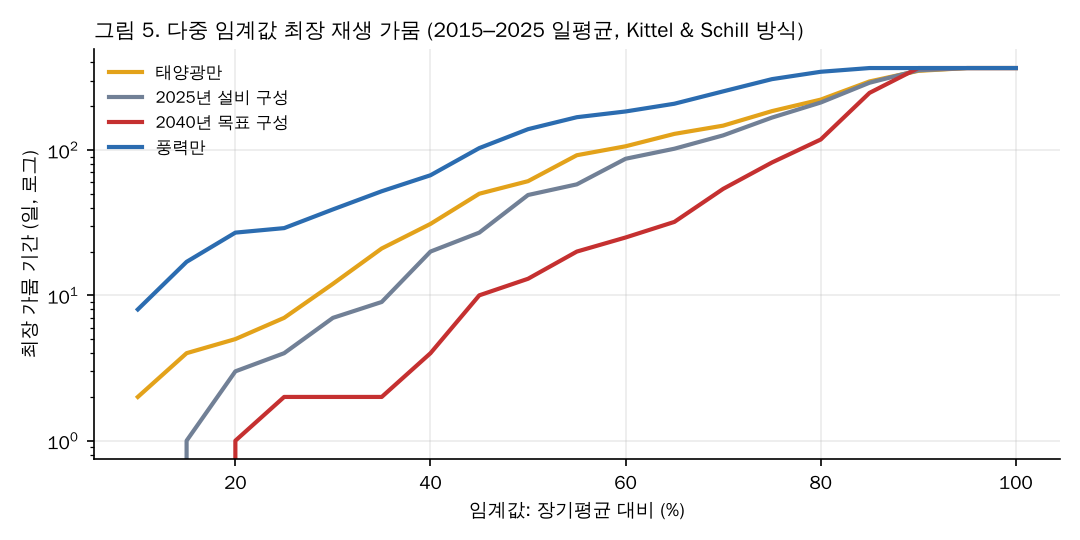 그림 5. 다중 임계값 최장 재생 가뭄 (2015–2025 일평균, Kittel & Schill 방식)
태양광만
2025년 설비 구성
2040년 목표 구성
풍력만
최장 가뭄 기간 (일, 로그)
10²
10¹
10⁰
20 40 60 80 100
임계값: 장기평균 대비 (%)